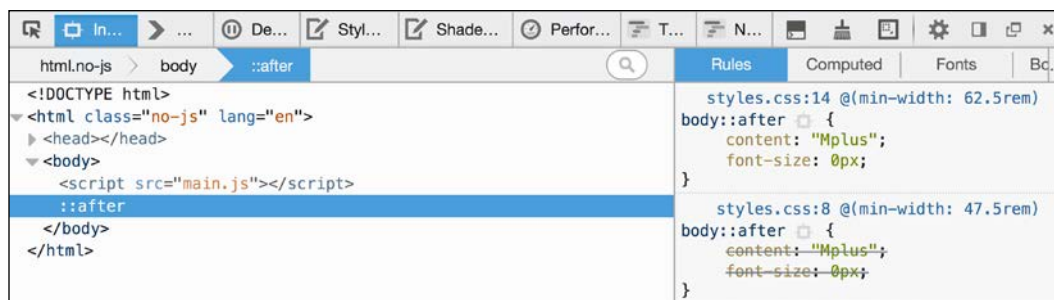 In... ... De... Styl... Shade... Perfor... T... N...
html.no-js body ::after Rules Computed Fonts Bo.
<!DOCTYPE html>
<html class="no-js" lang="en">
<head></head>
<body>
<script src="main.js"></script>
::after
</body>
</html>
styles.css:14 @(min-width: 62.5rem)
body::after {
content: "Mplus";
font-size: 0px;
}
styles.css:8 @(min-width: 47.5rem)
body::after {
content: "Mplus";
font-size: 0px;
}